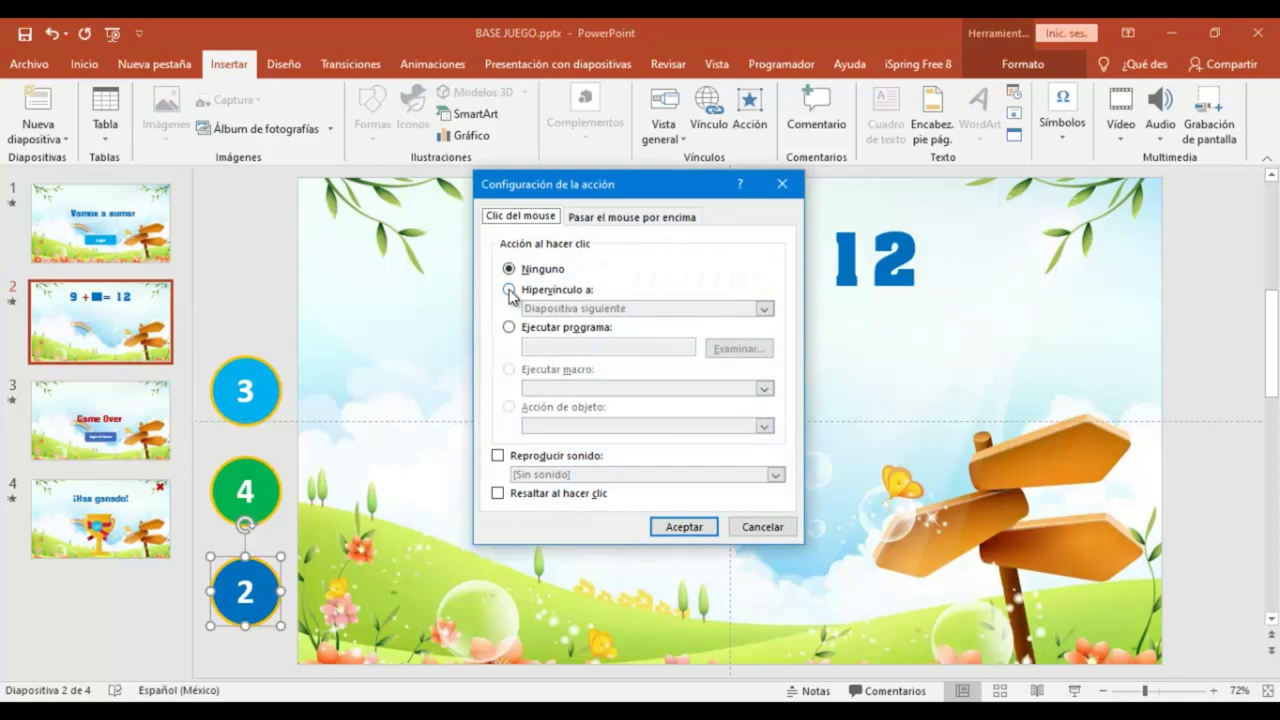 BASE JUEGO.pptx - PowerPoint
Herramient...
Inic. ses.
Archivo
Inicio
Nueva pestaña
Insertar
Diseño
Transiciones
Animaciones
Presentación con diapositivas
Revisar
Vista
Programador
Ayuda
iSpring Free 8
Formato
¿Qué des
Compartir
Nueva diapositiva
Diapositivas
Tabla
Tablas
Imágenes
Captura
Álbum de fotografías
Imágenes
Formas
Iconos
Modelos 3D
SmartArt
Gráfico
Ilustraciones
Complementos
Vista general
Vínculo
Acción
Vínculos
Comentario
Comentarios
Cuadro de texto
Encabez. pie pág.
WordArt
Texto
Símbolos
Vídeo
Audio
Grabación de pantalla
Multimedia
1
Vamos a sumar
2
9 + = 12
3
Game Over
4
¡Has ganado!
3
4
2
12
Configuración de la acción
?
Clic del mouse
Pasar el mouse por encima
Acción al hacer clic
Ninguno
Hipervínculo a:
Diapositiva siguiente
Ejecutar programa:
Examinar...
Ejecutar macro:
Acción de objeto:
Reproducir sonido:
[Sin sonido]
Resaltar al hacer clic
Aceptar
Cancelar
Diapositiva 2 de 4
Español (México)
Notas
Comentarios
72%